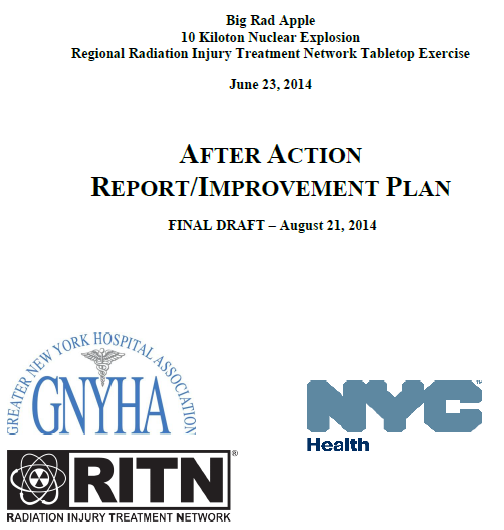 Big Rad Apple
10 Kiloton Nuclear Explosion
Regional Radiation Injury Treatment Network Tabletop Exercise
June 23, 2014
AFTER ACTION
REPORT/IMPROVEMENT PLAN
FINAL DRAFT – August 21, 2014
GREATER NEW YORK HOSPITAL ASSOCIATION
GNYHA
NYC™
Health
RITN®
RADIATION INJURY TREATMENT NETWORK